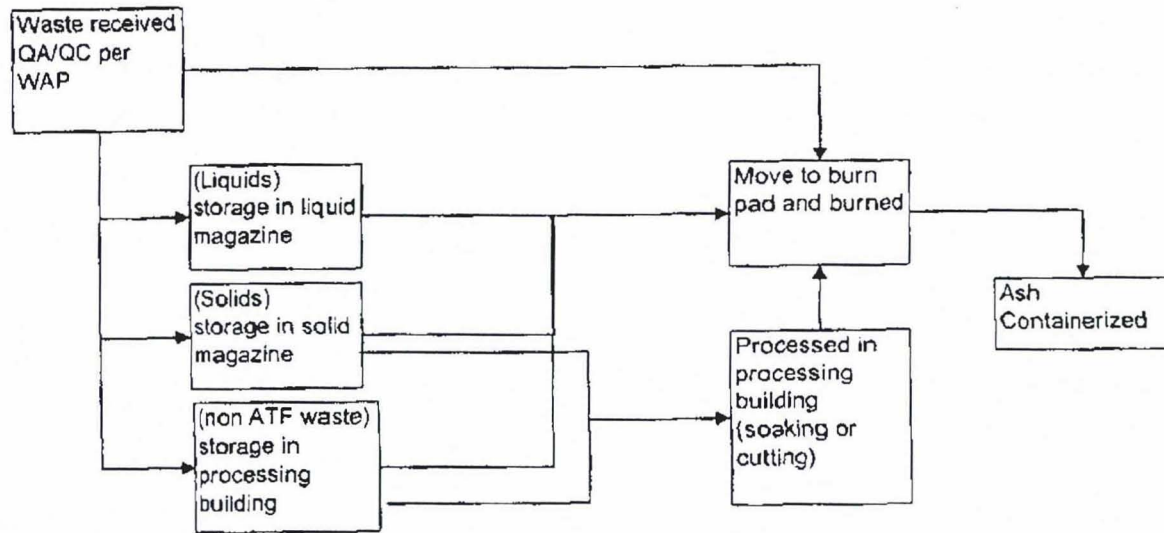 Waste received
QA/QC per
WAP
(Liquids)
storage in liquid
magazine
(Solids)
storage in solid
magazine
(non ATF waste)
storage in
processing
building
Move to burn
pad and burned
Processed in
processing
building
(soaking or
cutting)
Ash
Containerized